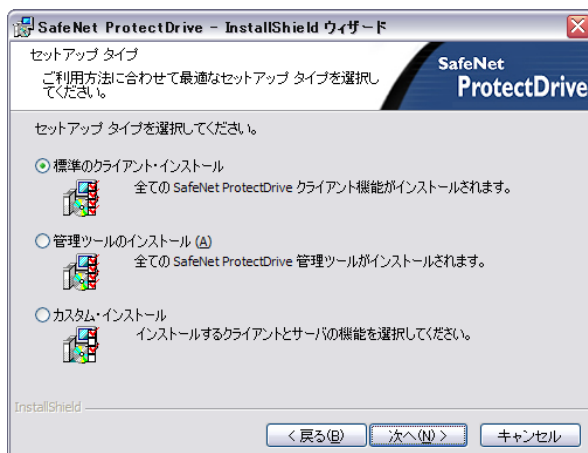 SafeNet ProtectDrive - InstallShield ウィザード
セットアップ タイプ
ご利用方法に合わせて最適なセットアップ タイプを選択し
てください。
SafeNet
ProtectDrive
セットアップ タイプを選択してください。
標準のクライアント・インストール
全ての SafeNet ProtectDrive クライアント機能がインストールされます。
管理ツールのインストール (A)
全ての SafeNet ProtectDrive 管理ツールがインストールされます。
カスタム・インストール
インストールするクライアントとサーバの機能を選択してください。
InstallShield
< 戻る(B)
次へ(N) >
キャンセル